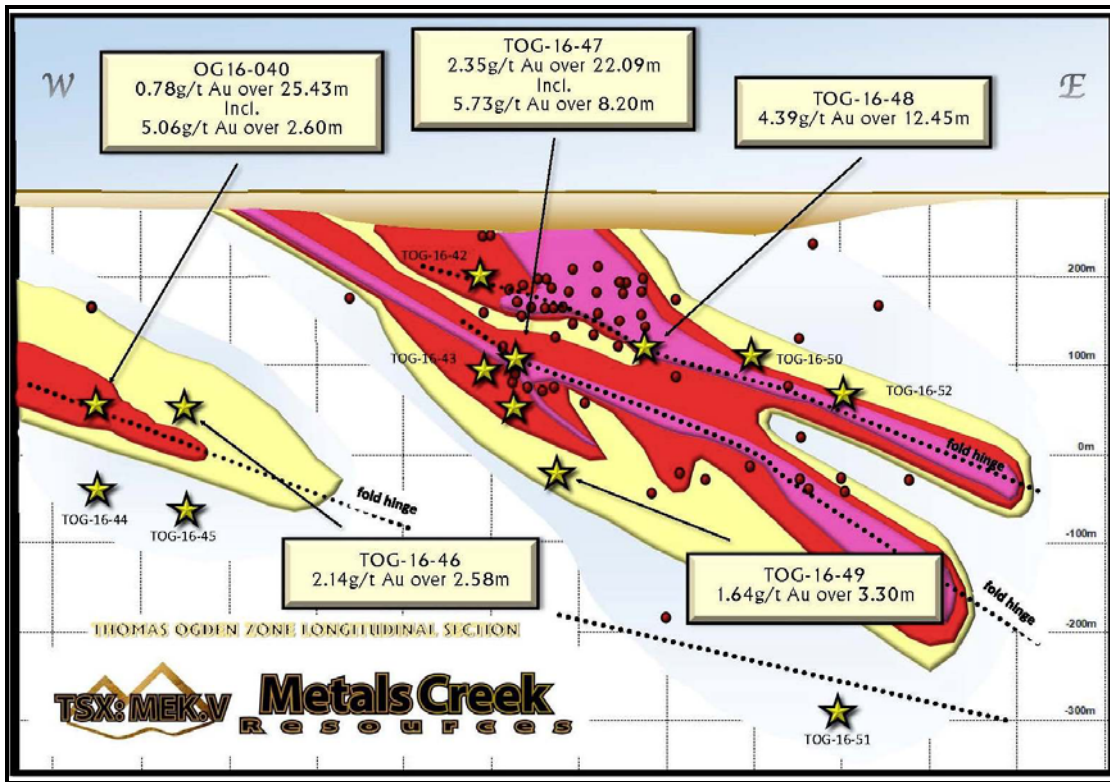 W
OG16-040
0.78g/t Au over 25.43m
Incl.
5.06g/t Au over 2.60m
TOG-16-47
2.35g/t Au over 22.09m
Incl.
5.73g/t Au over 8.20m
TOG-16-48
4.39g/t Au over 12.45m
E
TOG-16-42
200m
TOG-16-43
TOG-16-50
100m
TOG-16-52
fold hinge
0m
TOG-16-44
TOG-16-45
fold hinge
-100m
TOG-16-46
2.14g/t Au over 2.58m
TOG-16-49
1.64g/t Au over 3.30m
fold hinge
-200m
THOMAS OGDEN ZONE LONGITUDINAL SECTION
TSX: MEK.V
Metals Creek
Resources
-300m
TOG-16-51